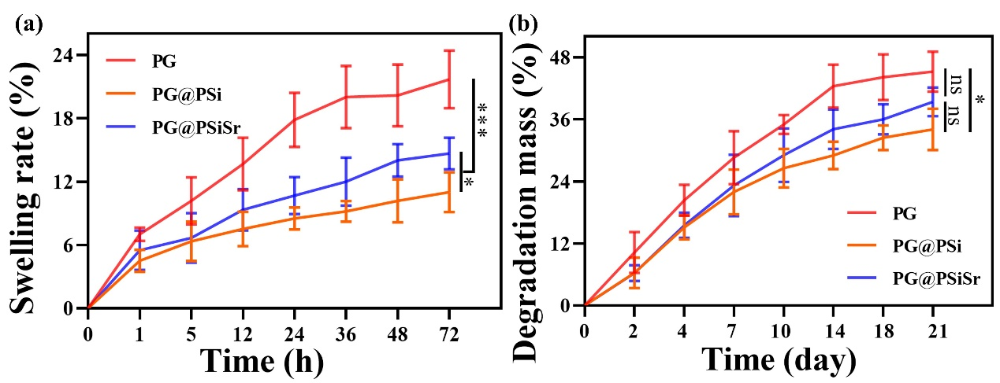 (a)
Swelling rate (%)
24
18
12
6
0
PG
PG@PSi
PG@PSiSr
***
*
0 1 5 12 24 36 48 72
Time (h)
(b)
Degradation mass (%)
48
36
24
12
0
ns
ns
*
PG
PG@PSi
PG@PSiSr
0 2 4 7 10 14 18 21
Time (day)